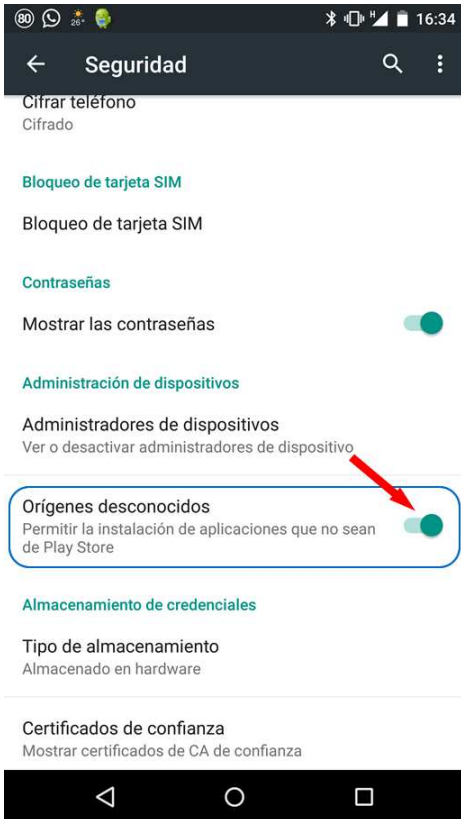 80 26° H 16:34
Seguridad
Cifrar teléfono
Cifrado
Bloqueo de tarjeta SIM
Bloqueo de tarjeta SIM
Contraseñas
Mostrar las contraseñas
Administración de dispositivos
Administradores de dispositivos
Ver o desactivar administradores de dispositivo
Orígenes desconocidos
Permitir la instalación de aplicaciones que no sean
de Play Store
Almacenamiento de credenciales
Tipo de almacenamiento
Almacenado en hardware
Certificados de confianza
Mostrar certificados de CA de confianza